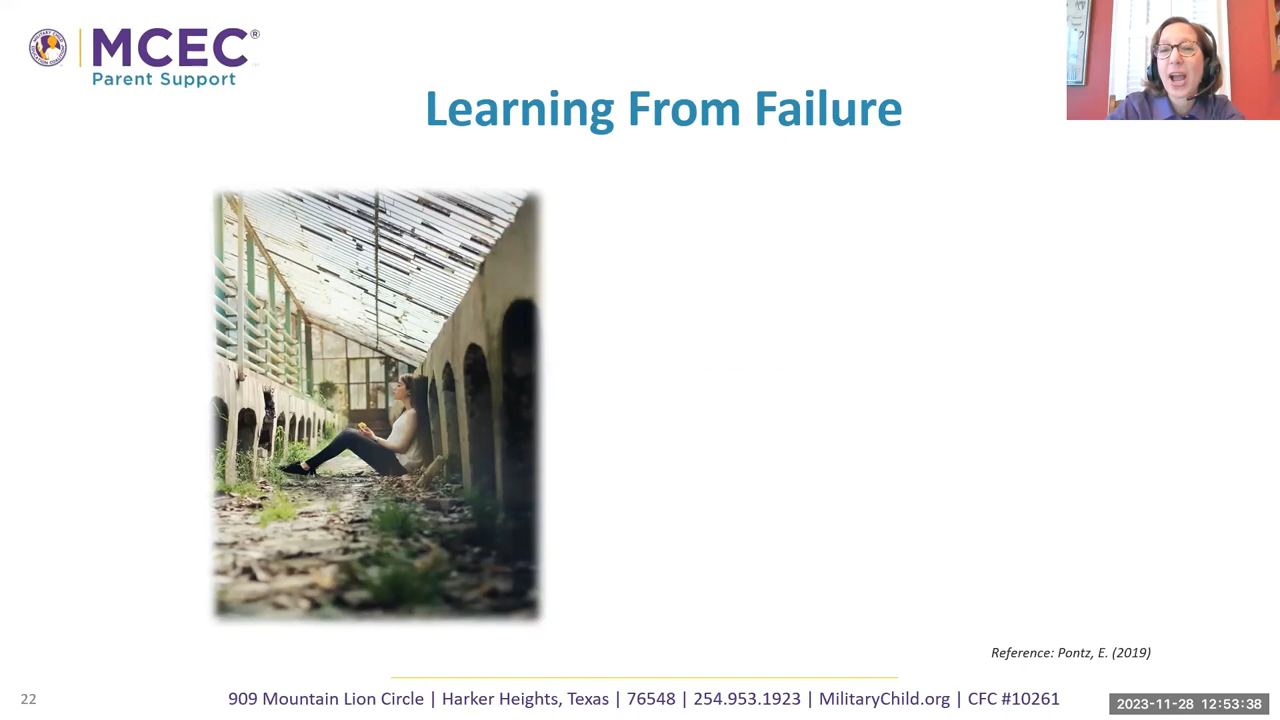 MCEC®
Parent Support
Learning From Failure
Reference: Pontz, E. (2019)
22
909 Mountain Lion Circle | Harker Heights, Texas | 76548 | 254.953.1923 | MilitaryChild.org | CFC #10261
2023-11-28 12:53:38